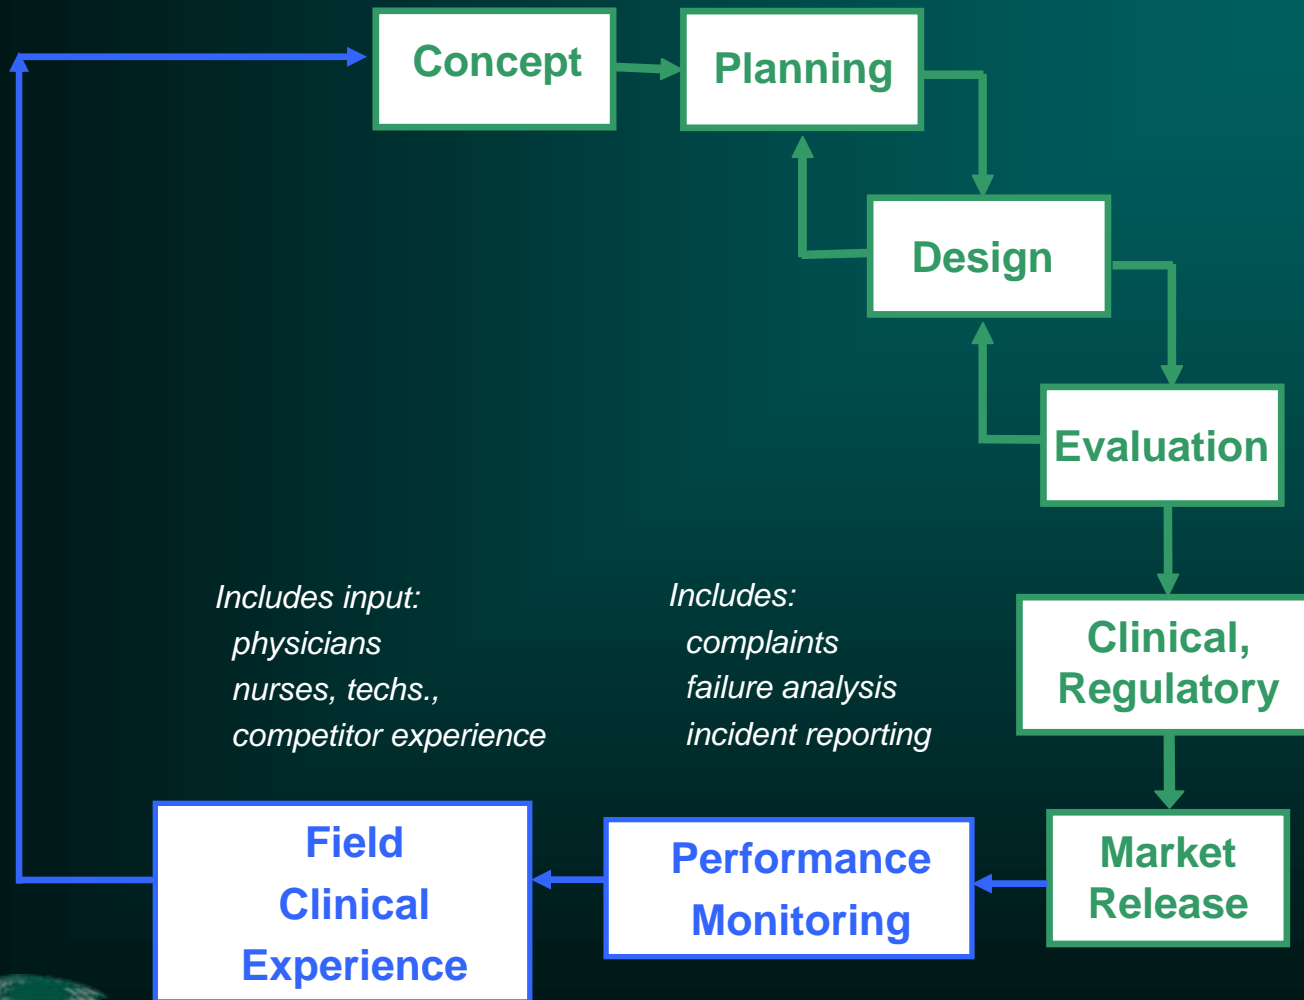 Concept
Planning
Design
Evaluation
Includes input:
physicians
nurses, techs.,
competitor experience
Includes:
complaints
failure analysis
incident reporting
Clinical,
Regulatory
Field
Clinical
Experience
Performance
Monitoring
Market
Release